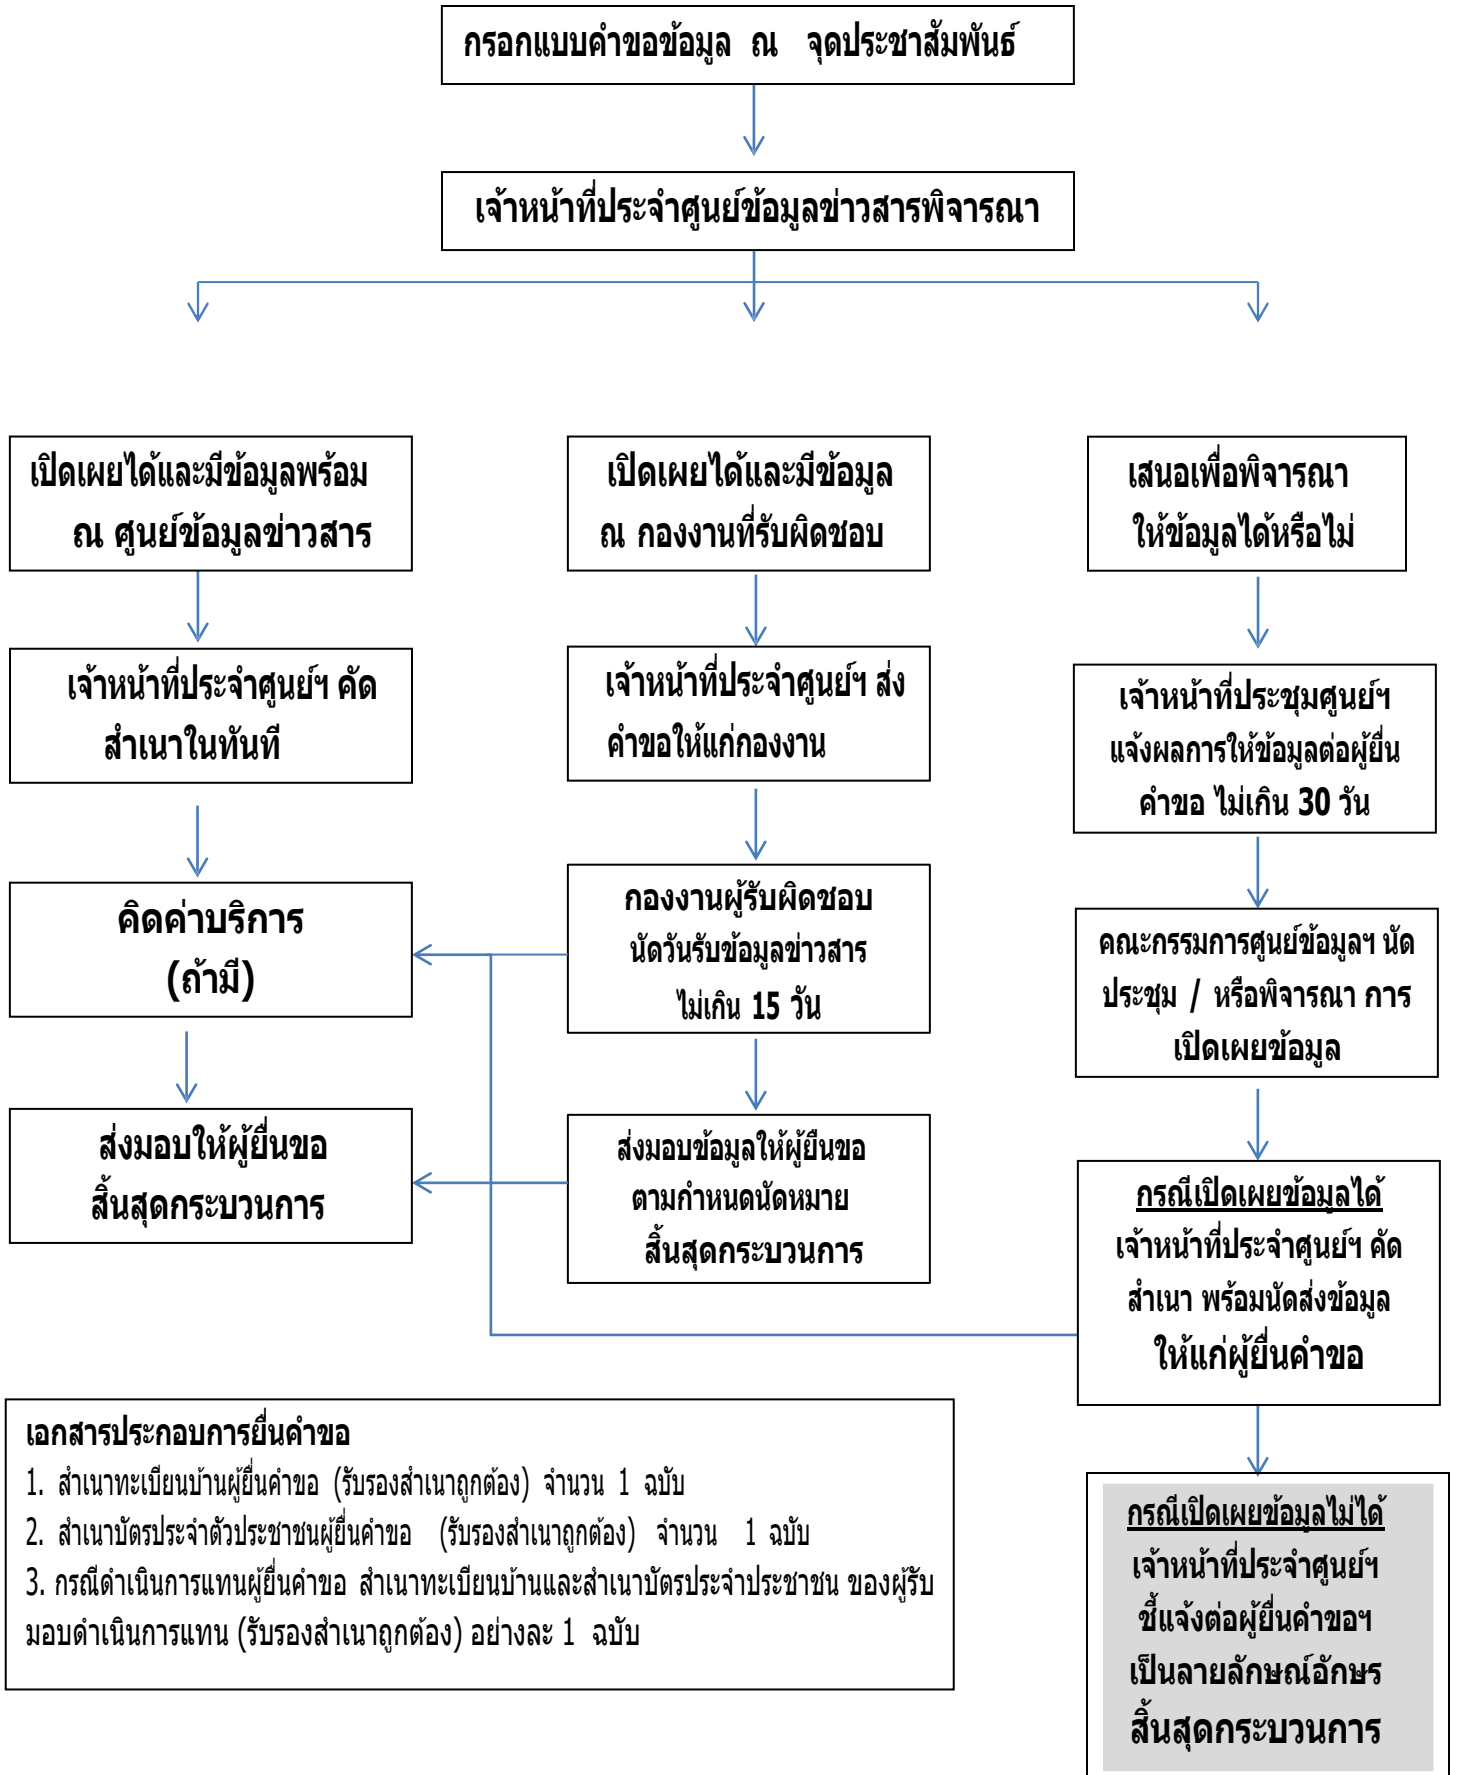 กรอกแบบคำขอข้อมูล ณ จุดประชาสัมพันธ์
เจ้าหน้าที่ประจำศูนย์ข้อมูลข่าวสารพิจารณา
เปิดเผยได้และมีข้อมูลพร้อม
ณ ศูนย์ข้อมูลข่าวสาร
เจ้าหน้าที่ประจำศูนย์ฯ คัด
สำเนาในทันที
คิดค่าบริการ
(ถ้ามี)
ส่งมอบให้ผู้ยื่นขอ
สิ้นสุดกระบวนการ
เปิดเผยได้และมีข้อมูล
ณ กองงานที่รับผิดชอบ
เจ้าหน้าที่ประจำศูนย์ฯ ส่ง
คำขอให้แก่กองงาน
กองงานผู้รับผิดชอบ
นัดวันรับข้อมูลข่าวสาร
ไม่เกิน 15 วัน
ส่งมอบข้อมูลให้ผู้ยืนขอ
ตามกำหนดนัดหมาย
สิ้นสุดกระบวนการ
เสนอเพื่อพิจารณา
ให้ข้อมูลได้หรือไม่
เจ้าหน้าที่ประชุมศูนย์ฯ
แจ้งผลการให้ข้อมูลต่อผู้ยื่น
คำขอ ไม่เกิน 30 วัน
คณะกรรมการศูนย์ข้อมูลฯ นัด
ประชุม / หรือพิจารณา การ
เปิดเผยข้อมูล
กรณีเปิดเผยข้อมูลได้
เจ้าหน้าที่ประจำศูนย์ฯ คัด
สำเนา พร้อมนัดส่งข้อมูล
ให้แก่ผู้ยื่นคำขอ
กรณีเปิดเผยข้อมูลไม่ได้
เจ้าหน้าที่ประจำศูนย์ฯ
ชี้แจ้งต่อผู้ยื่นคำขอฯ
เป็นลายลักษณ์อักษร
สิ้นสุดกระบวนการ
เอกสารประกอบการยื่นคำขอ
1. สำเนาทะเบียนบ้านผู้ยื่นคำขอ (รับรองสำเนาถูกต้อง) จำนวน 1 ฉบับ
2. สำเนาบัตรประจำตัวประชาชนผู้ยื่นคำขอ (รับรองสำเนาถูกต้อง) จำนวน 1 ฉบับ
3. กรณีดำเนินการแทนผู้ยื่นคำขอ สำเนาทะเบียนบ้านและสำเนาบัตรประจำประชาชน ของผู้รับ
มอบดำเนินการแทน (รับรองสำเนาถูกต้อง) อย่างละ 1 ฉบับ